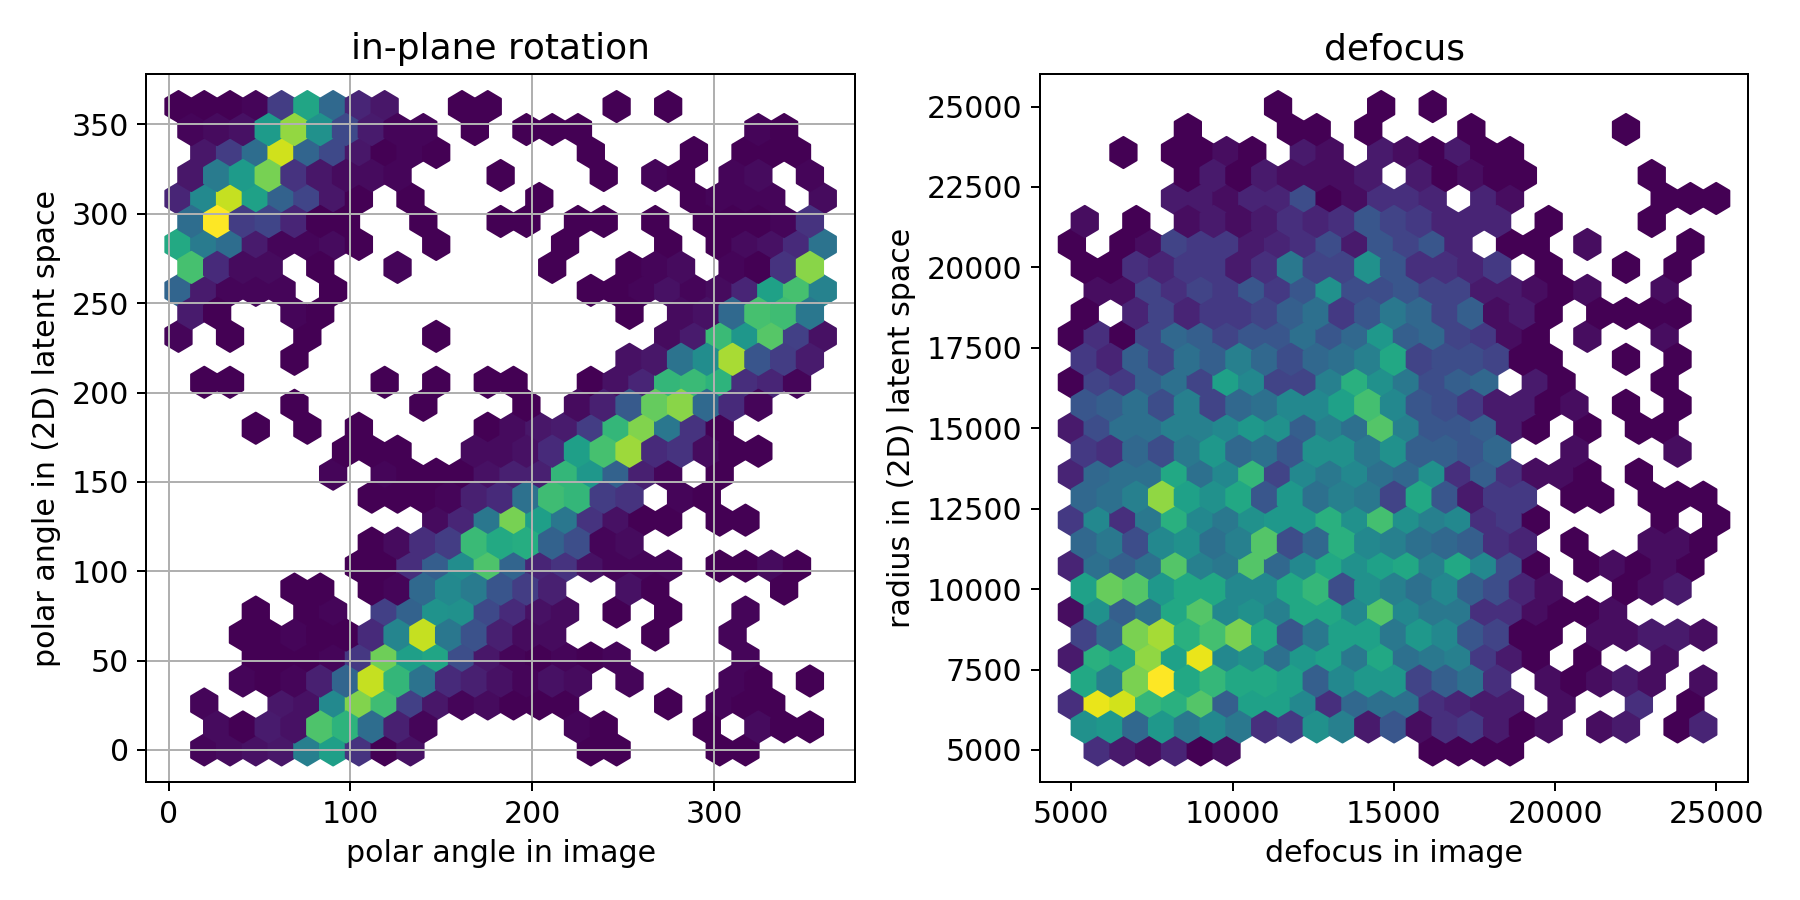 in-plane rotation
350
300
250
200
150
100
50
0
0 100 200 300
polar angle in (2D) latent space
polar angle in image
defocus
25000
22500
20000
17500
15000
12500
10000
7500
5000
5000 10000 15000 20000 25000
radius in (2D) latent space
defocus in image